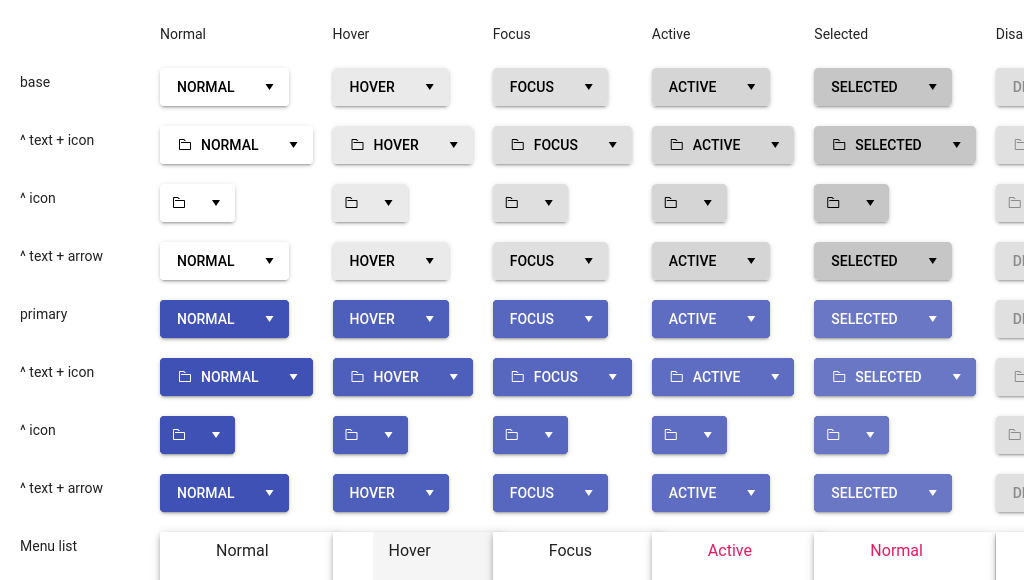 Normal Hover Focus Active Selected Disa
base NORMAL HOVER FOCUS ACTIVE SELECTED
^ text + icon NORMAL HOVER FOCUS ACTIVE SELECTED
^ icon
^ text + arrow NORMAL HOVER FOCUS ACTIVE SELECTED
primary NORMAL HOVER FOCUS ACTIVE SELECTED
^ text + icon NORMAL HOVER FOCUS ACTIVE SELECTED
^ icon
^ text + arrow NORMAL HOVER FOCUS ACTIVE SELECTED
Menu list Normal Hover Focus Active Normal